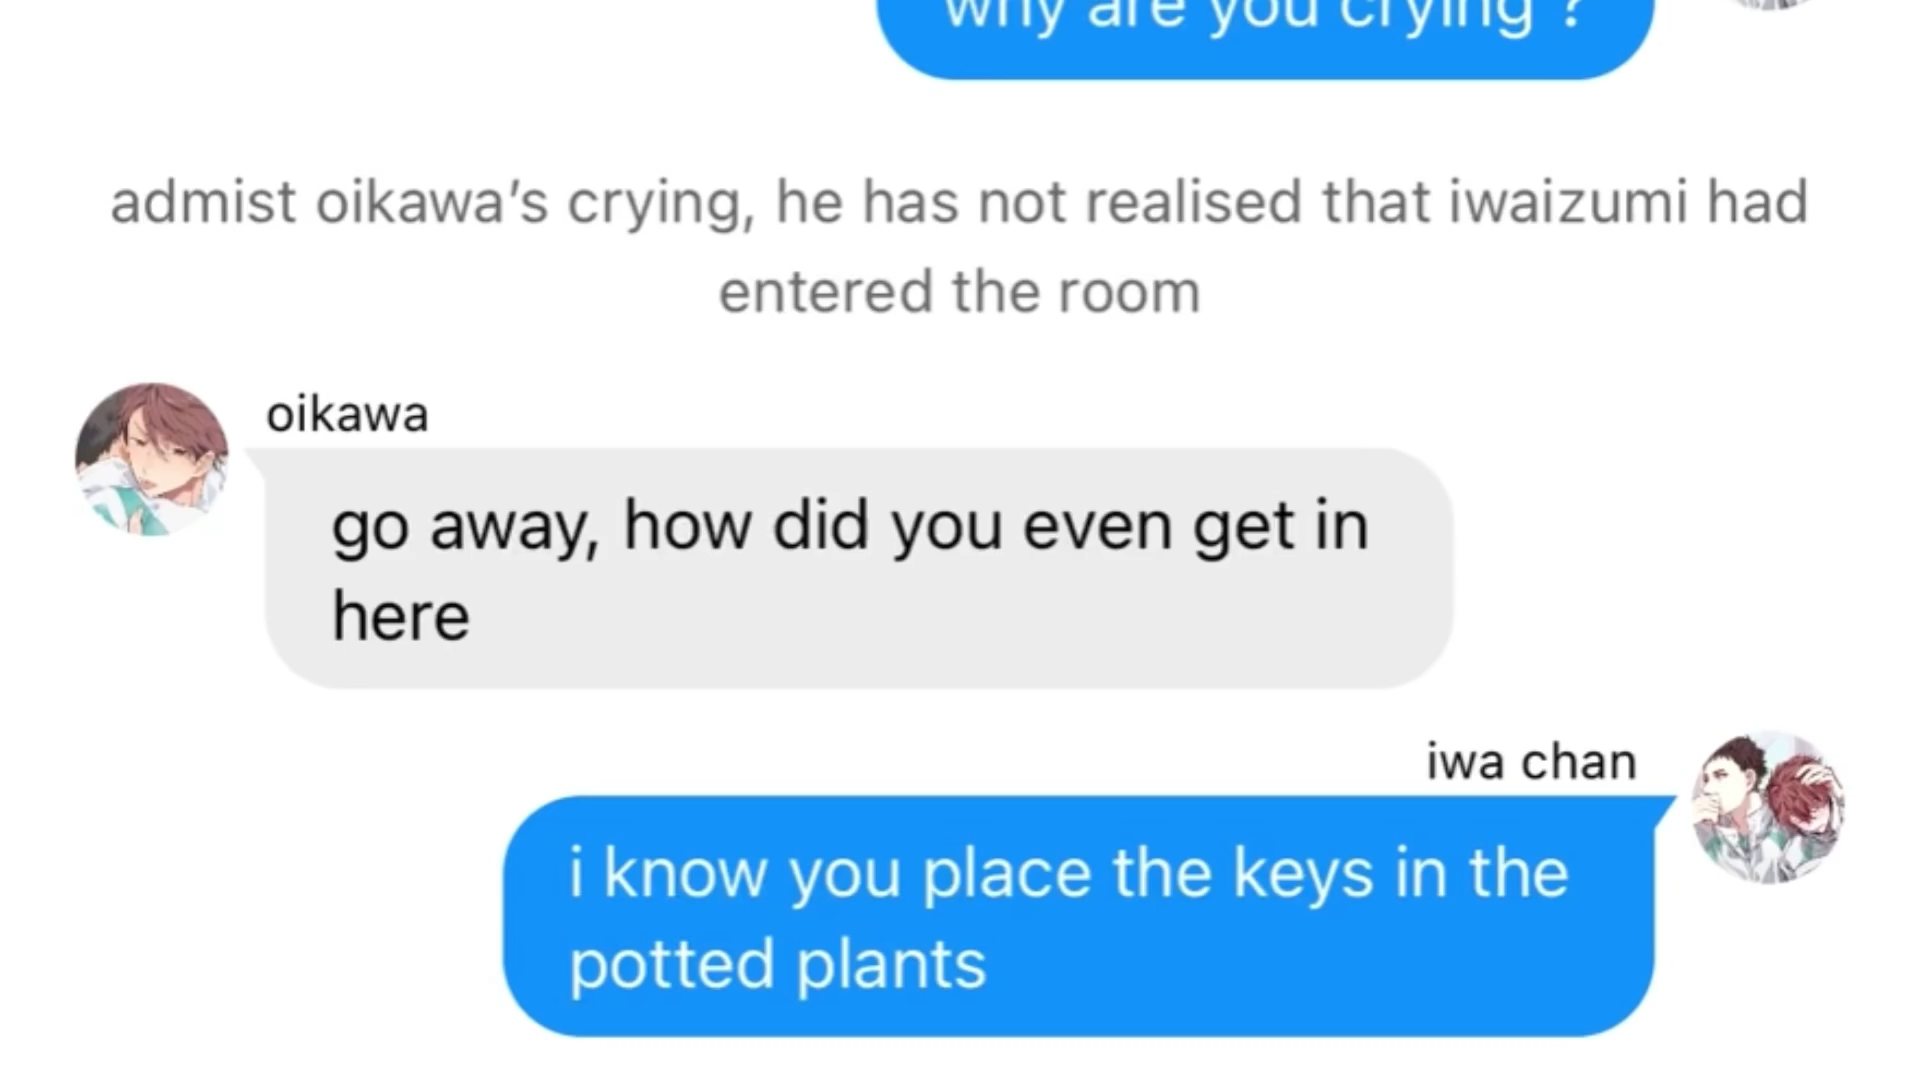 why are you crying ?
admist oikawa’s crying, he has not realised that iwaizumi had
entered the room
oikawa
go away, how did you even get in
here
iwa chan
i know you place the keys in the
potted plants